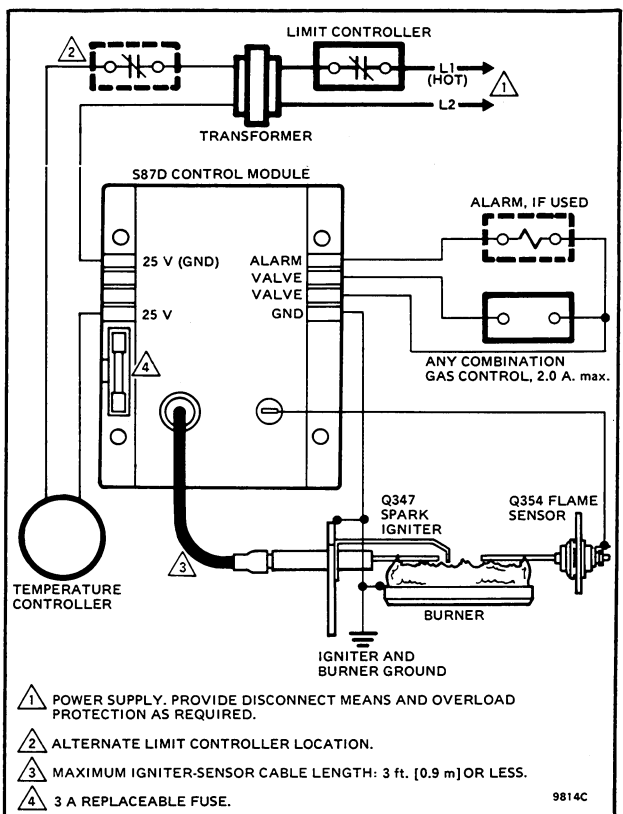 LIMIT CONTROLLER
2
L1
(HOT)
1
L2
TRANSFORMER
S87D CONTROL MODULE
ALARM, IF USED
25 V (GND)
ALARM
VALVE
VALVE
25 V
GND
4
ANY COMBINATION
GAS CONTROL, 2.0 A. max.
Q347
SPARK
IGNITER
Q354 FLAME
SENSOR
3
TEMPERATURE
CONTROLLER
BURNER
IGNITER AND
BURNER GROUND
1 POWER SUPPLY. PROVIDE DISCONNECT MEANS AND OVERLOAD
PROTECTION AS REQUIRED.
2 ALTERNATE LIMIT CONTROLLER LOCATION.
3 MAXIMUM IGNITER-SENSOR CABLE LENGTH: 3 ft. [0.9 m] OR LESS.
4 3 A REPLACEABLE FUSE.
9814C